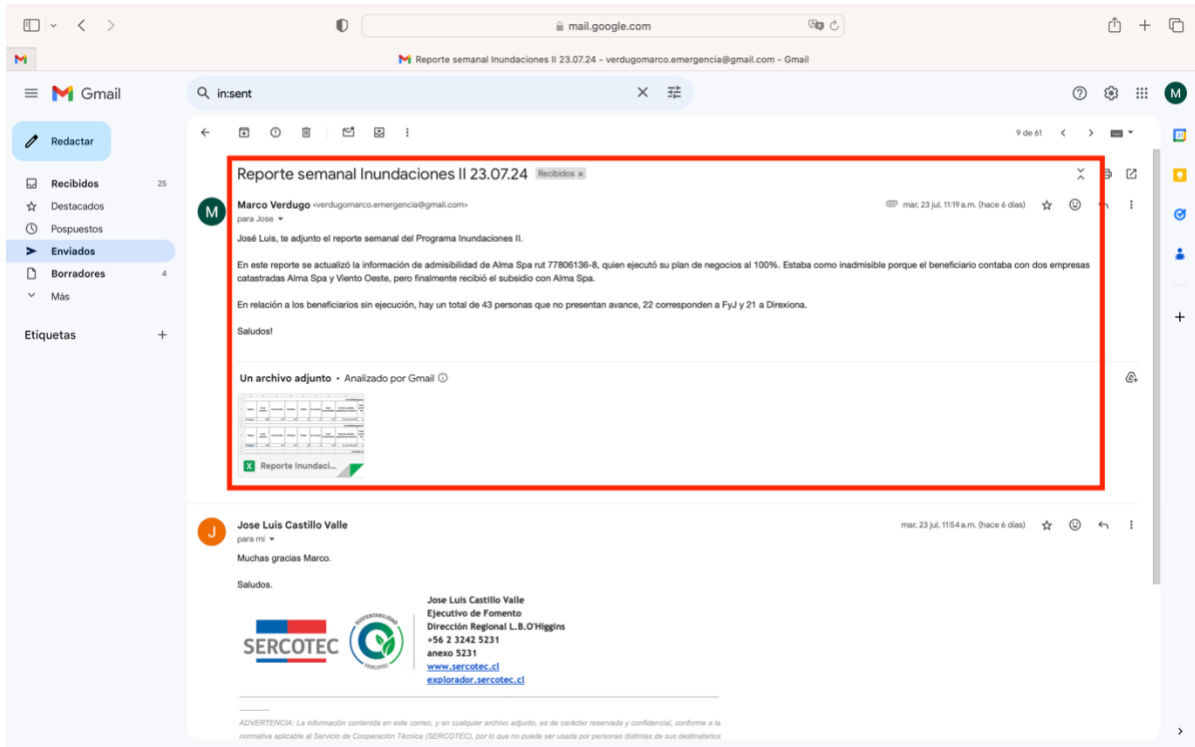 mail.google.com
Reporte semanal Inundaciones II 23.07.24 - verdugomarco.emergencia@gmail.com - Gmail
Gmail
in:sent
M
Redactar
9 de 61
31
Recibidos 25
Destacados
Pospuestos
Enviados
Borradores 4
Más
Etiquetas
Reporte semanal Inundaciones II 23.07.24 Recibidos x
M
Marco Verdugo <verdugomarco.emergencia@gmail.com>
mar, 23 jul, 11:19 a.m. (hace 6 días)
para Jose
José Luis, te adjunto el reporte semanal del Programa Inundaciones II.
En este reporte se actualizó la información de admisibilidad de Alma Spa rut 77806136-8, quien ejecutó su plan de negocios al 100%. Estaba como inadmisible porque el beneficiario contaba con dos empresas
catastradas Alma Spa y Viento Oeste, pero finalmente recibió el subsidio con Alma Spa.
En relación a los beneficiarios sin ejecución, hay un total de 43 personas que no presentan avance, 22 corresponden a FyJ y 21 a Direxiona.
Saludos!
Un archivo adjunto • Analizado por Gmail
X Reporte Inundaci...
J
Jose Luis Castillo Valle
mar, 23 jul, 11:54 a.m. (hace 6 días)
para mí
Muchas gracias Marco.
Saludos.
SERCOTEC
SUSTENTABILIDAD
SERCOTEC
Jose Luis Castillo Valle
Ejecutivo de Fomento
Dirección Regional L.B.O'Higgins
+56 2 3242 5231
anexo 5231
www.sercotec.cl
explorador.sercotec.cl
ADVERTENCIA: La información contenida en este correo, y en cualquier archivo adjunto, es de carácter reservada y confidencial, conforme a la
normativa aplicable al Servicio de Cooperación Técnica (SERCOTEC), por lo que no puede ser usada por personas distintas de sus destinatarios